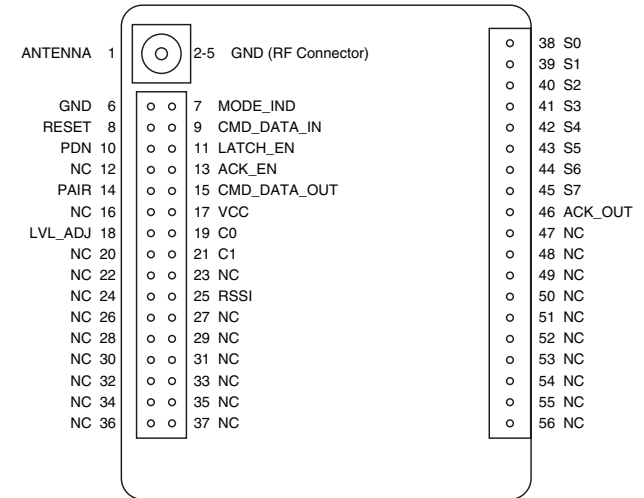 ANTENNA 1 2-5 GND (RF Connector)
GND 6 7 MODE_IND
RESET 8 9 CMD_DATA_IN
PDN 10 11 LATCH_EN
NC 12 13 ACK_EN
PAIR 14 15 CMD_DATA_OUT
NC 16 17 VCC
LVL_ADJ 18 19 C0
NC 20 21 C1
NC 22 23 NC
NC 24 25 RSSI
NC 26 27 NC
NC 28 29 NC
NC 30 31 NC
NC 32 33 NC
NC 34 35 NC
NC 36 37 NC
38 S0
39 S1
40 S2
41 S3
42 S4
43 S5
44 S6
45 S7
46 ACK_OUT
47 NC
48 NC
49 NC
50 NC
51 NC
52 NC
53 NC
54 NC
55 NC
56 NC